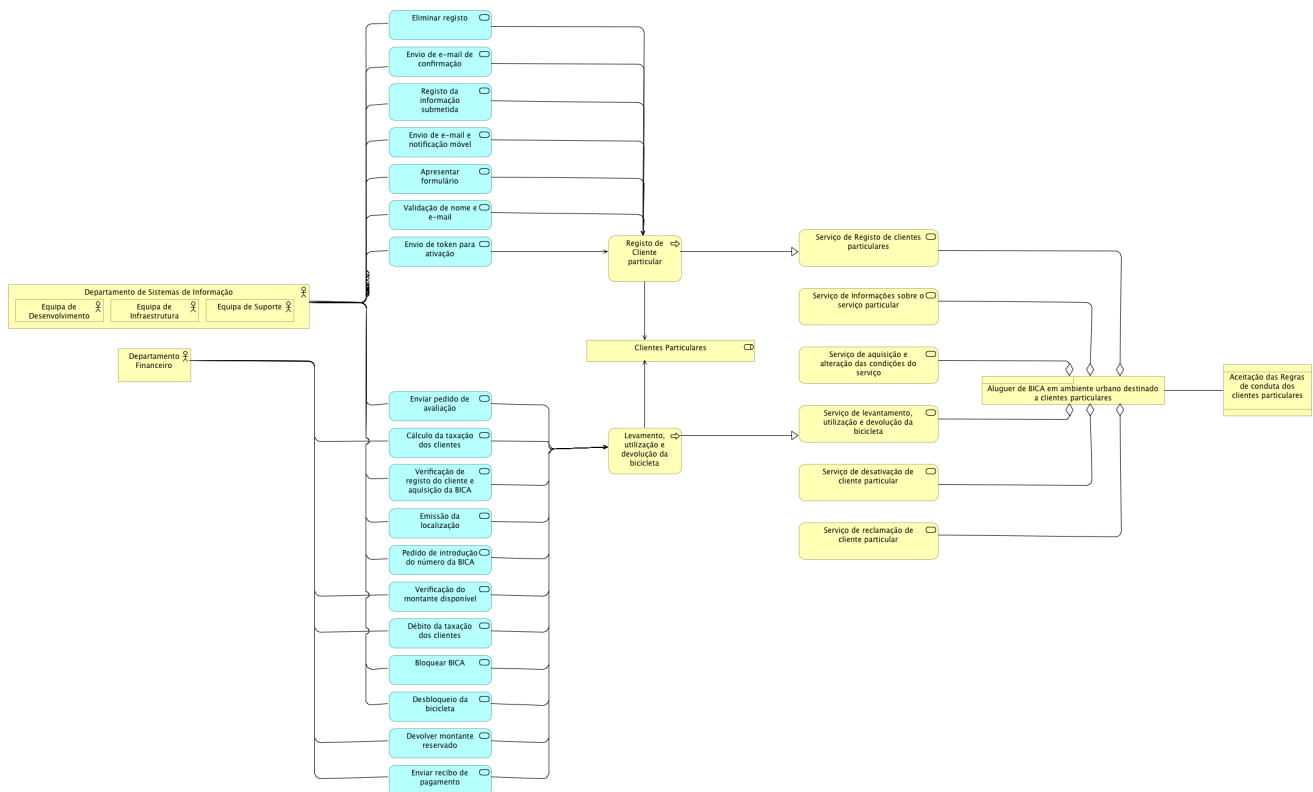 Eliminar registo
Envio de e-mail de
confirmação
Registo da
informação
submetida
Envio de e-mail e
notificação móvel
Apresentar
formulário
Validação de nome e
e-mail
Envio de token para
ativação
Registo de
Cliente
particular
Serviço de Registo de clientes
particulares
Departamento de Sistemas de Informação
Equipa de
Desenvolvimento
Equipa de
Infraestrutura
Equipa de Suporte
Serviço de Informações sobre o
serviço particular
Departamento
Financeiro
Clientes Particulares
Serviço de aquisição e
alteração das condições do
serviço
Aluguer de BICA em ambiente urbano destinado
a clientes particulares
Aceitação das Regras
de conduta dos
clientes particulares
Enviar pedido de
avaliação
Cálculo da taxação
dos clientes
Verificação de
registo do cliente e
aquisição da BICA
Emissão da
localização
Pedido de introdução
do número da BICA
Verificação do
montante disponível
Débito da taxação
dos clientes
Bloquear BICA
Desbloqueio da
bicicleta
Devolver montante
reservado
Enviar recibo de
pagamento
Levamento,
utilização e
devolução da
bicicleta
Serviço de levantamento,
utilização e devolução da
bicicleta
Serviço de desativação de
cliente particular
Serviço de reclamação de
cliente particular